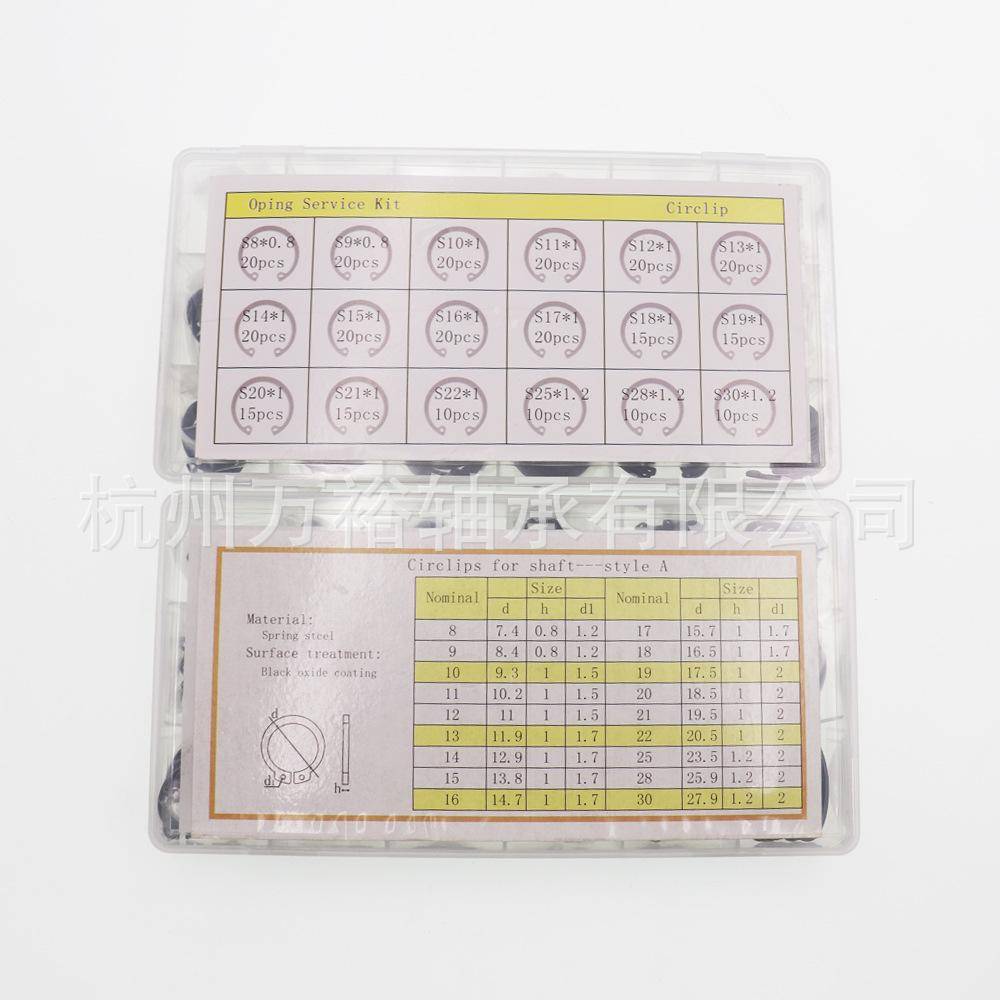 Oping Service Kit Circlip
S8*0.8 S9*0.8 S10*1 S11*1 S12*1 S13*1
20pcs 20pcs 20pcs 20pcs 20pcs 20pcs
S14*1 S15*1 S16*1 S17*1 S18*1 S19*1
20pcs 20pcs 20pcs 20pcs 15pcs 15pcs
S20*1 S21*1 S22*1 S25*1.2 S28*1.2 S30*1.2
15pcs 15pcs 10pcs 10pcs 10pcs 10pcs
杭州万裕轴承有限公司
Circlips for shaft---style A
Material:
Spring steel
Surface treatment:
Black oxide coating
d
d1
h
Nominal Size Nominal Size
d h d1 d h d1
8 7.4 0.8 1.2 17 15.7 1 1.7
9 8.4 0.8 1.2 18 16.5 1 1.7
10 9.3 1 1.5 19 17.5 1 2
11 10.2 1 1.5 20 18.5 1 2
12 11 1 1.5 21 19.5 1 2
13 11.9 1 1.7 22 20.5 1 2
14 12.9 1 1.7 25 23.5 1.2 2
15 13.8 1 1.7 28 25.9 1.2 2
16 14.7 1 1.7 30 27.9 1.2 2